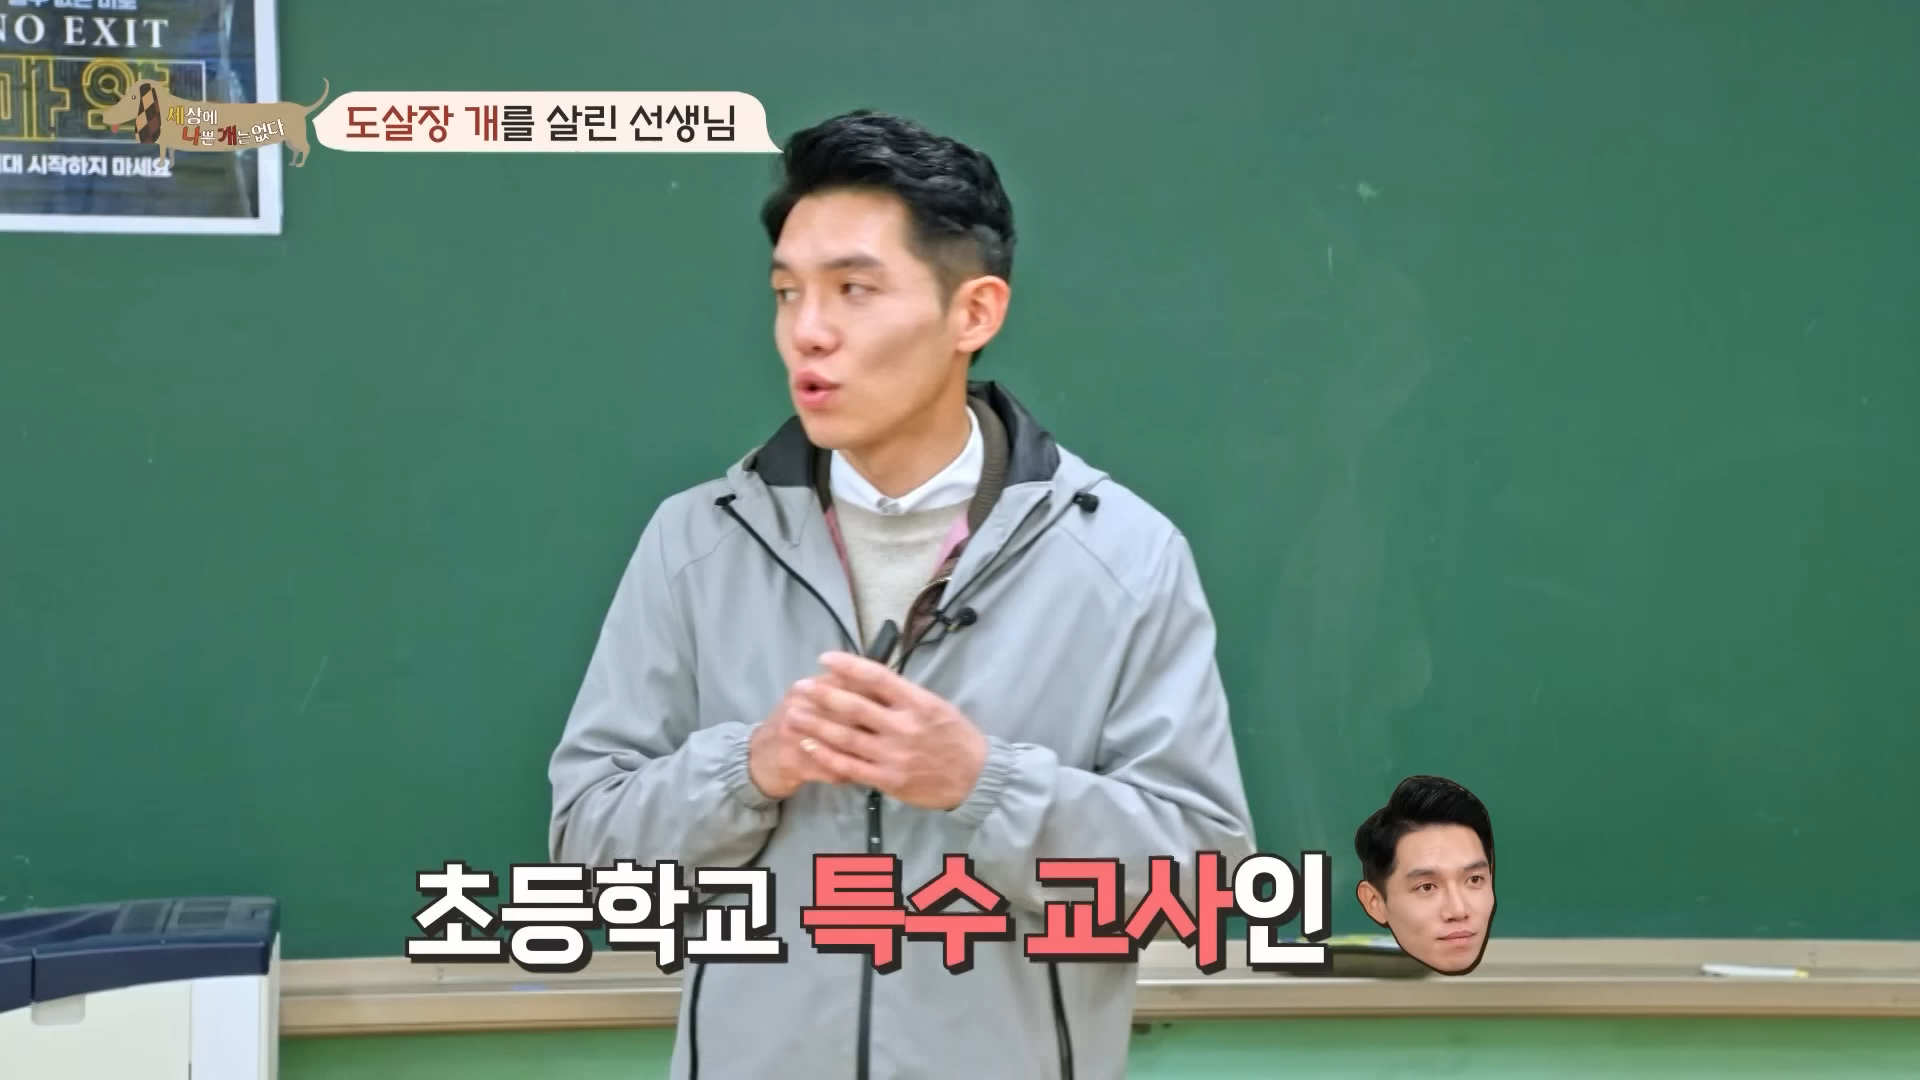 NO EXIT
세상에
나쁜 개는 없다
도살장 개를 살린 선생님
시작하지 마세요
초등학교 특수 교사인